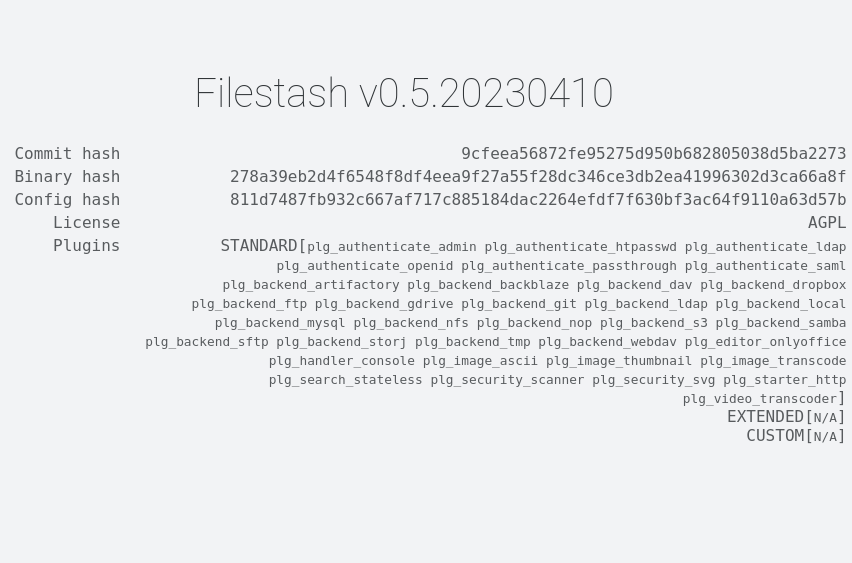 Filestash v0.5.20230410
Commit hash 9cfeea56872fe95275d950b682805038d5ba2273
Binary hash 278a39eb2d4f6548f8df4eea9f27a55f28dc346ce3db2ea41996302d3ca66a8f
Config hash 811d7487fb932c667af717c885184dac2264efdf7f630bf3ac64f9110a63d57b
License AGPL
Plugins STANDARD[plg_authenticate_admin plg_authenticate_htpasswd plg_authenticate_ldap
plg_authenticate_openid plg_authenticate_passthrough plg_authenticate_saml
plg_backend_artifactory plg_backend_backblaze plg_backend_dav plg_backend_dropbox
plg_backend_ftp plg_backend_gdrive plg_backend_git plg_backend_ldap plg_backend_local
plg_backend_mysql plg_backend_nfs plg_backend_nop plg_backend_s3 plg_backend_samba
plg_backend_sftp plg_backend_storj plg_backend_tmp plg_backend_webdav plg_editor_onlyoffice
plg_handler_console plg_image_ascii plg_image_thumbnail plg_image_transcode
plg_search_stateless plg_security_scanner plg_security_svg plg_starter_http
plg_video_transcoder]
EXTENDED[N/A]
CUSTOM[N/A]